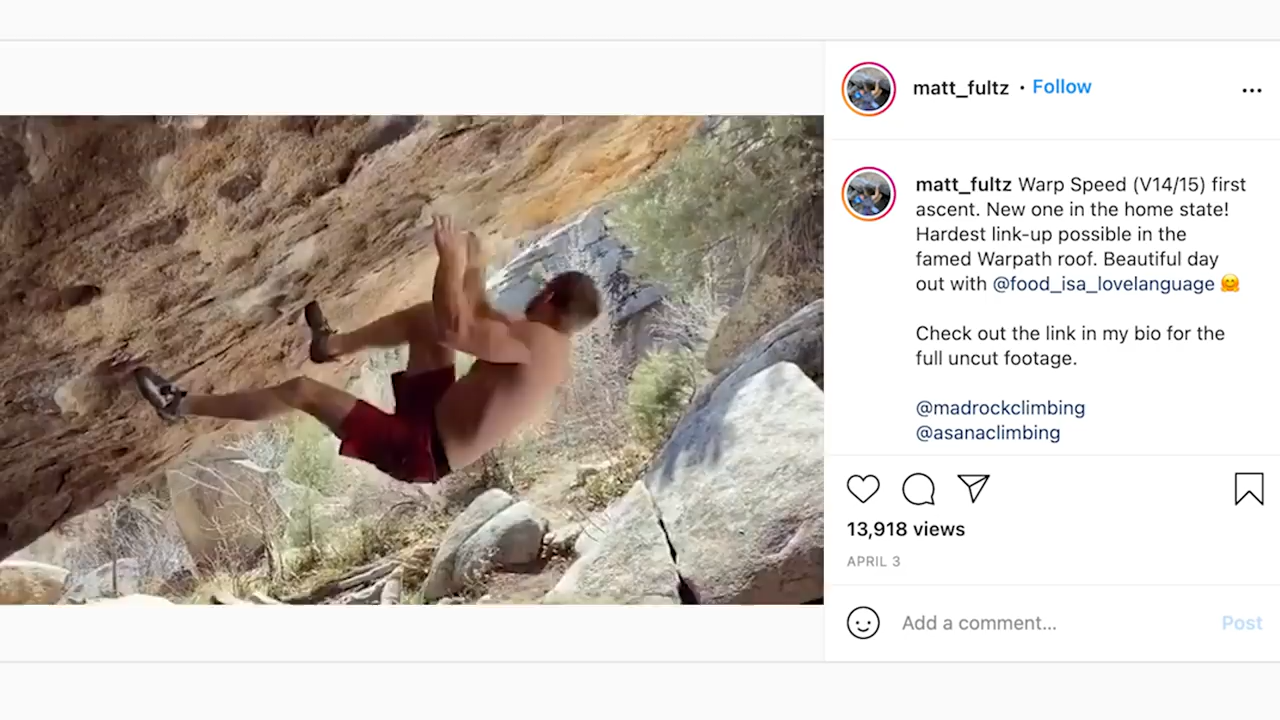 matt_fultz • Follow
matt_fultz Warp Speed (V14/15) first
ascent. New one in the home state!
Hardest link-up possible in the
famed Warpath roof. Beautiful day
out with @food_isa_lovelanguage 🤗
Check out the link in my bio for the
full uncut footage.
@madrockclimbing
@asanaclimbing
13,918 views
APRIL 3
Add a comment...
Post